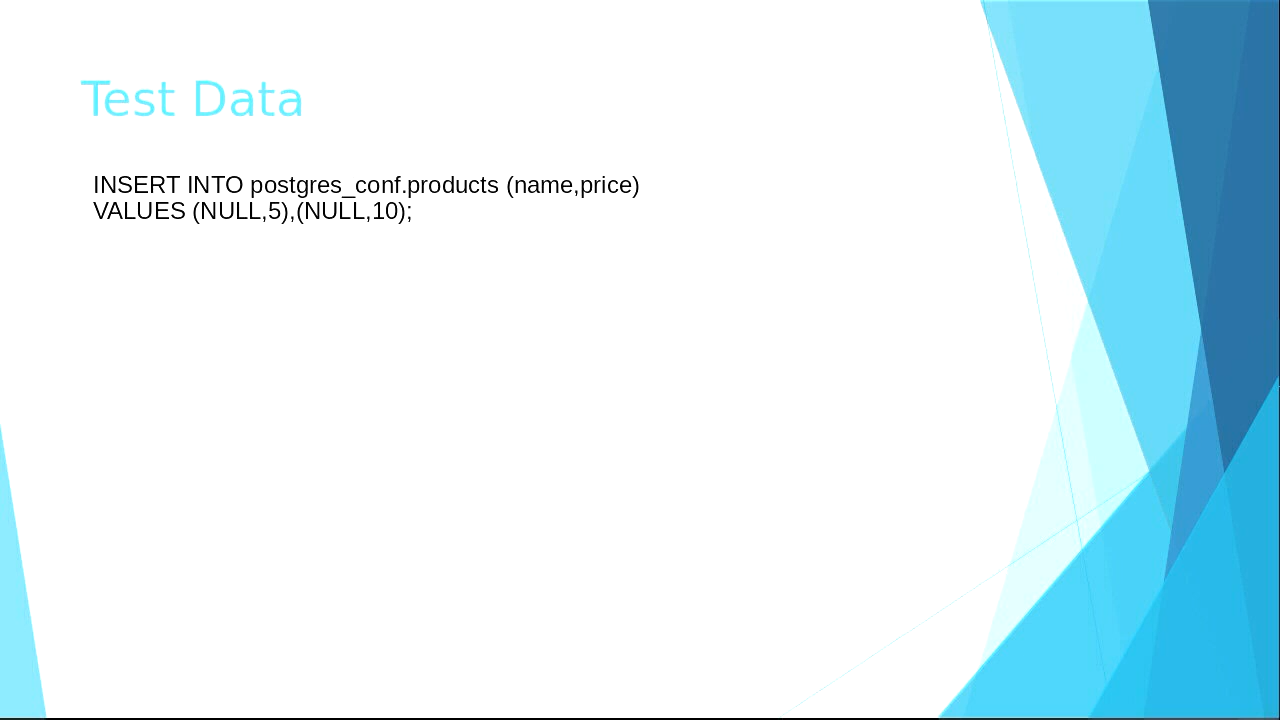 Test Data
INSERT INTO postgres_conf.products (name,price)
VALUES (NULL,5),(NULL,10);